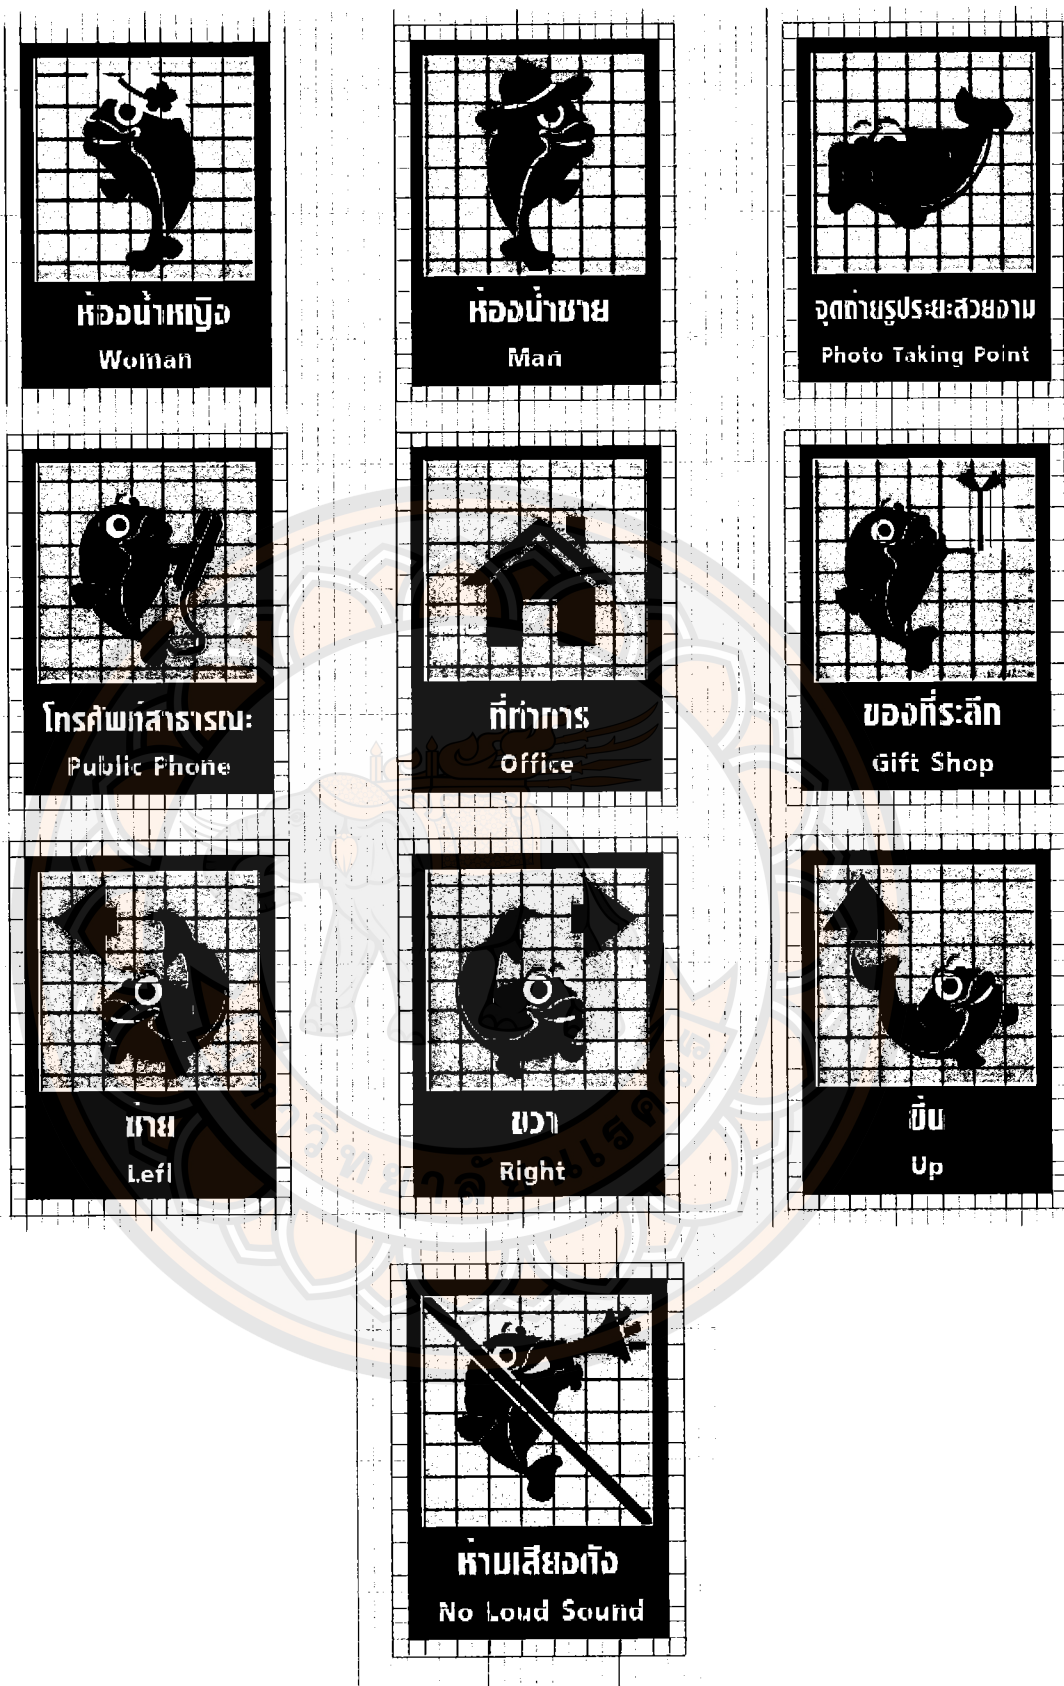 ห้องน้ำหญิง
Woman
ห้องน้ำชาย
Man
จุดถ่ายรูประยะสวยงาม
Photo Taking Point
โทรศัพท์สาธารณะ
Public Phone
ที่ทำการ
Office
ของที่ระลึก
Gift Shop
ซ้าย
Left
ขวา
Right
ขึ้น
Up
ห้ามเสียงดัง
No Loud Sound